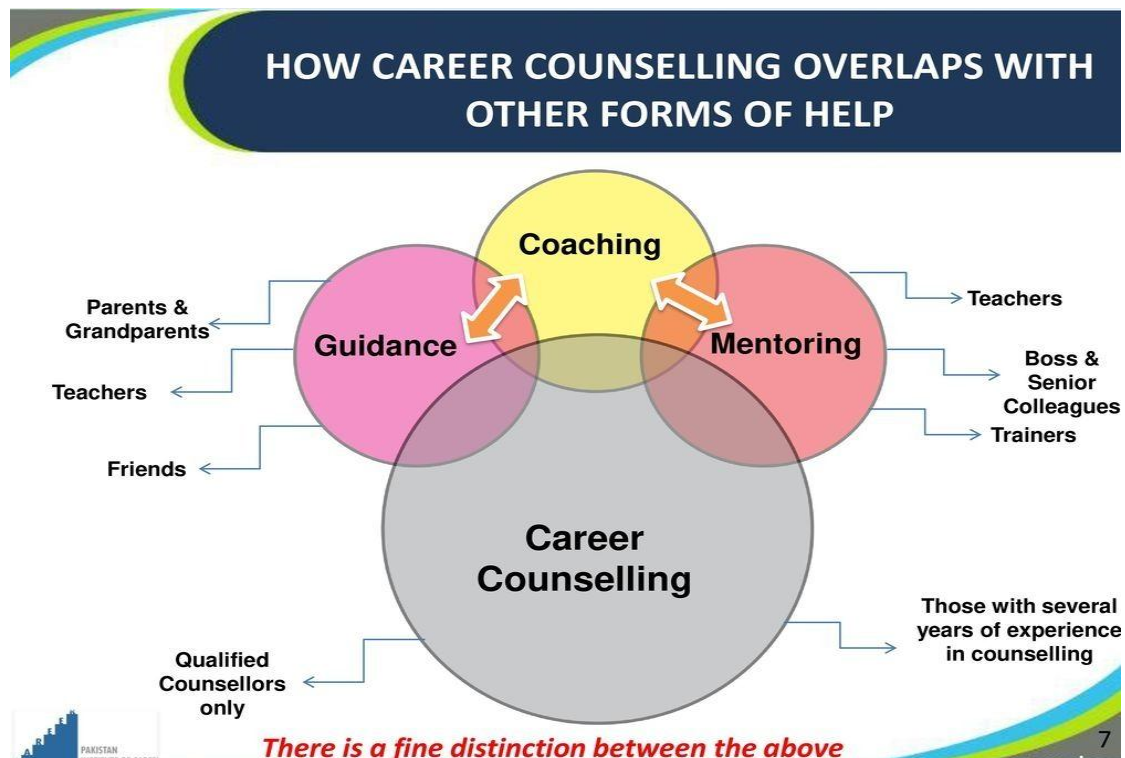 HOW CAREER COUNSELLING OVERLAPS WITH
OTHER FORMS OF HELP
Coaching
Guidance
Mentoring
Parents &
Grandparents
Teachers
Friends
Teachers
Boss &
Senior
Colleagues
Trainers
Career
Counselling
Qualified
Counsellors
only
Those with several
years of experience
in counselling
There is a fine distinction between the above
7
PAKISTAN